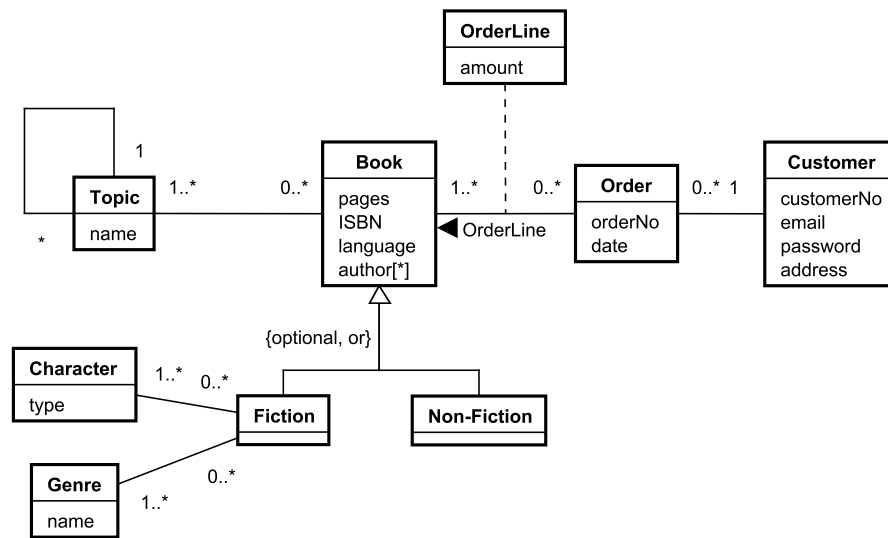 OrderLine
amount
1
Topic
name
*
1..*
0..*
Book
pages
ISBN
language
author[*]
1..*
0..*
OrderLine
Order
orderNo
date
0..*
1
Customer
customerNo
email
password
address
{optional, or}
Character
type
1..*
0..*
Fiction
Non-Fiction
Genre
name
1..*
0..*